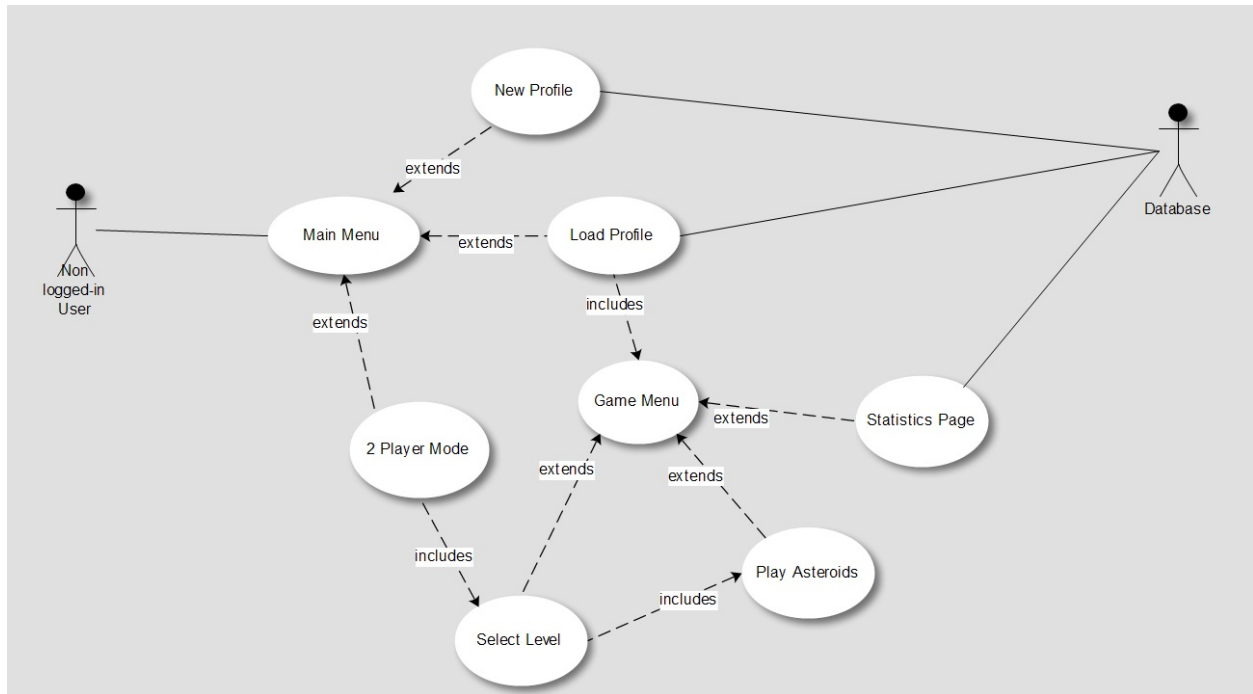 New Profile
extends
Database
Main Menu
extends
Load Profile
Non
logged-in
User
includes
extends
Game Menu
extends
Statistics Page
2 Player Mode
extends
extends
includes
Play Asteroids
includes
Select Level